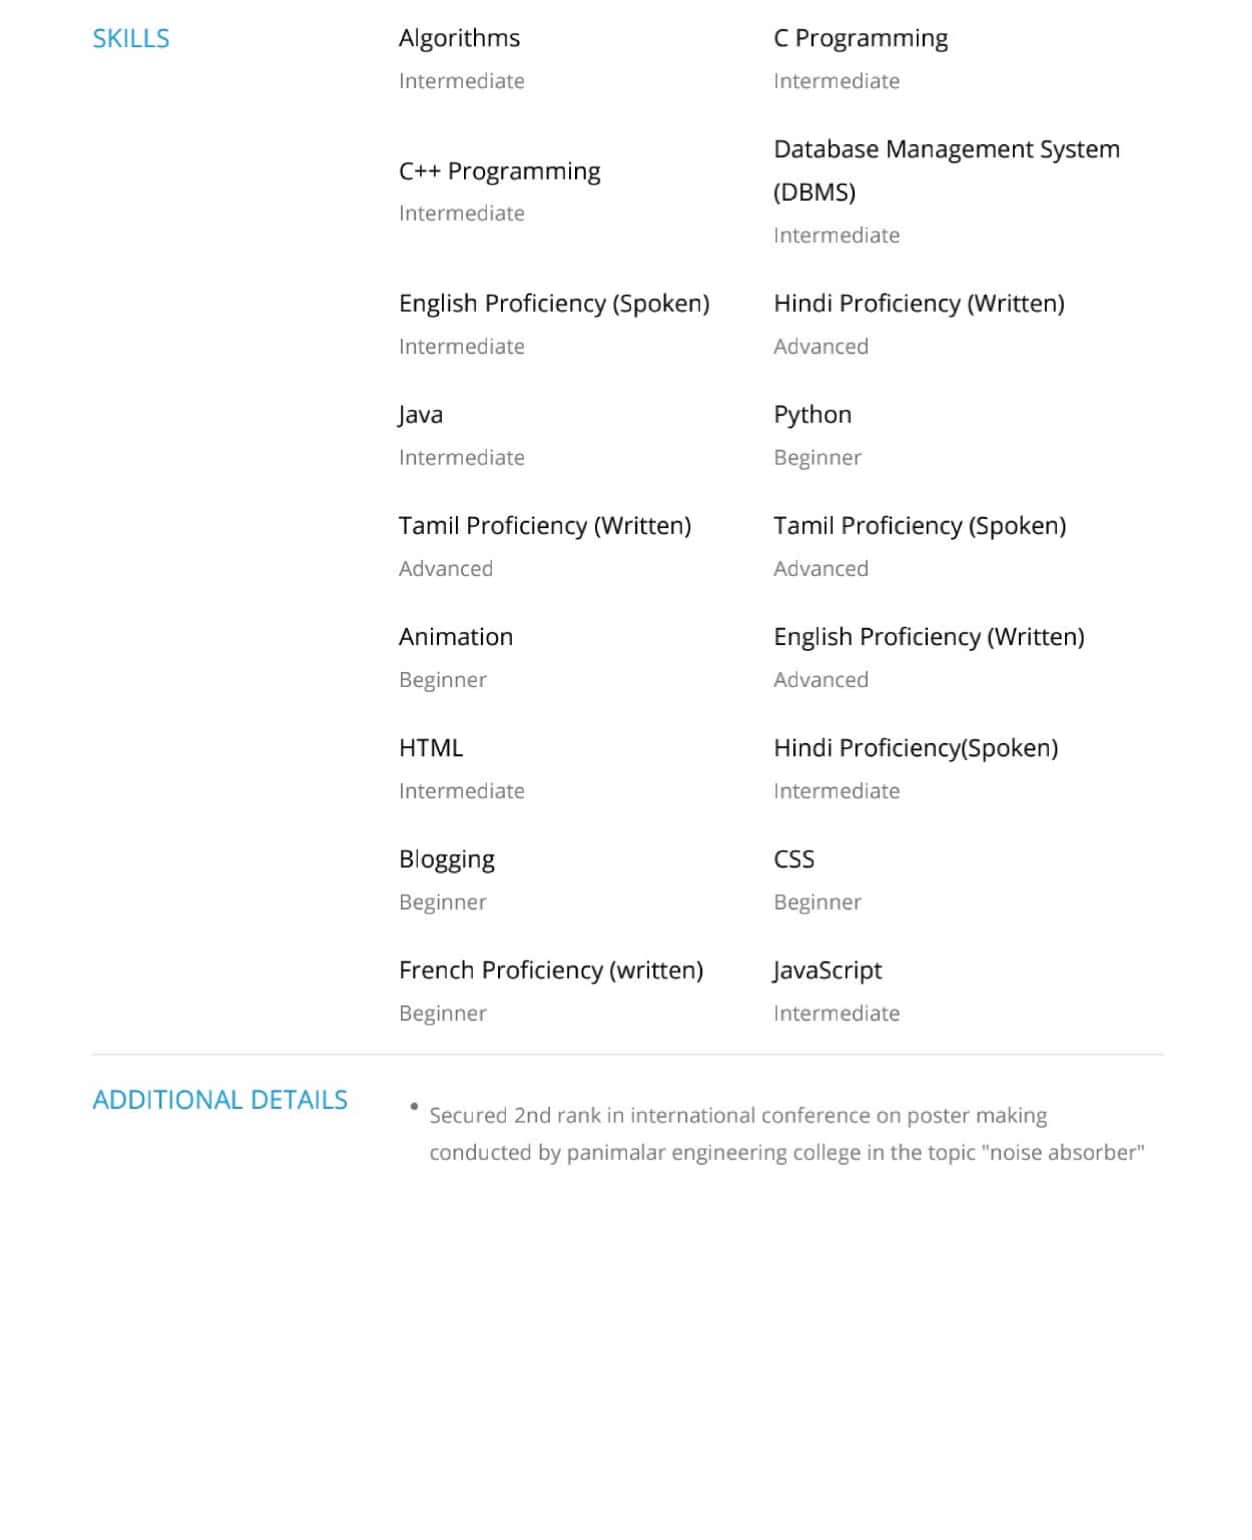 SKILLS
Algorithms
Intermediate
C Programming
Intermediate
C++ Programming
Intermediate
Database Management System
(DBMS)
Intermediate
English Proficiency (Spoken)
Intermediate
Hindi Proficiency (Written)
Advanced
Java
Intermediate
Python
Beginner
Tamil Proficiency (Written)
Advanced
Tamil Proficiency (Spoken)
Advanced
Animation
Beginner
English Proficiency (Written)
Advanced
HTML
Intermediate
Hindi Proficiency(Spoken)
Intermediate
Blogging
Beginner
CSS
Beginner
French Proficiency (written)
Beginner
JavaScript
Intermediate
ADDITIONAL DETAILS
• Secured 2nd rank in international conference on poster making
conducted by panimalar engineering college in the topic "noise absorber"